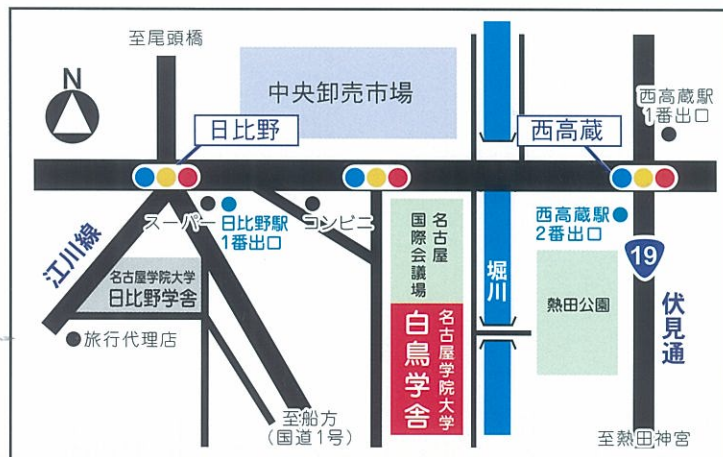 至尾頭橋
N
中央卸売市場
西高蔵駅
1番出口
日比野
西高蔵
スーパー
日比野駅
1番出口
コンビニ
西高蔵駅
2番出口
江川線
名古屋
国際会議場
堀川
19
名古屋学院大学
日比野学舎
熱田公園
伏見通
旅行代理店
名古屋学院大学
白鳥学舎
至船方
(国道1号)
至熱田神宮